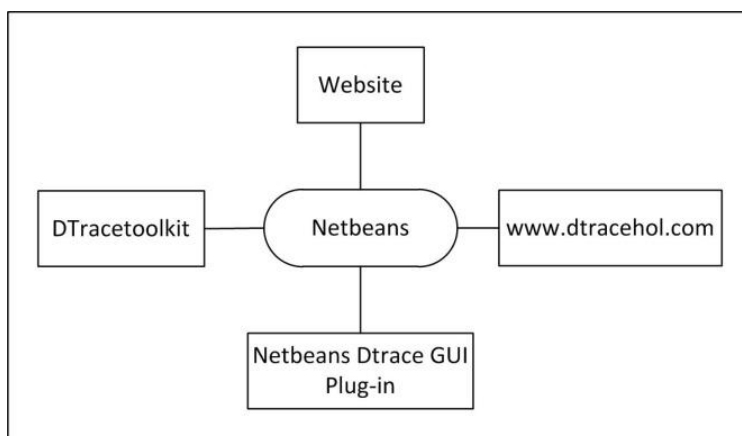 Website
DTracetoolkit
Netbeans
www.dtracehol.com
Netbeans Dtrace GUI
Plug-in